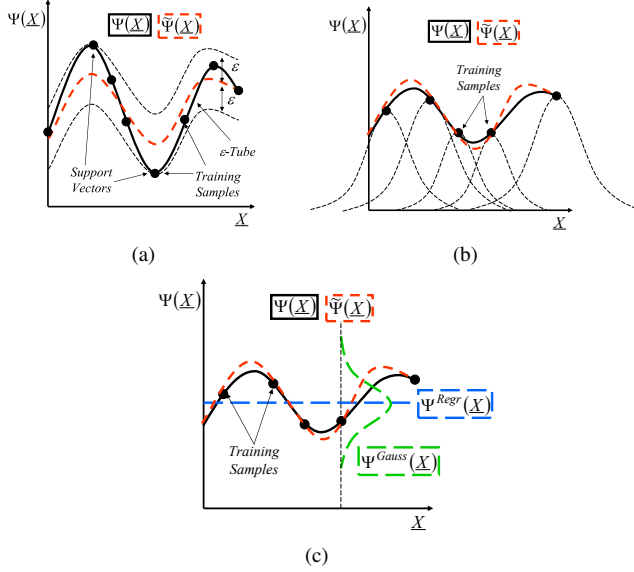 Ψ(X) Ψ(X) Ψ̃(X)
ε
ε
ε-Tube
Support
Vectors
Training
Samples
X
(a)
Ψ(X) Ψ(X) Ψ̃(X)
Training
Samples
X
(b)
Ψ(X) Ψ(X) Ψ̃(X)
Ψ^Regr(X)
Training
Samples
Ψ^Gauss(X)
X
(c)